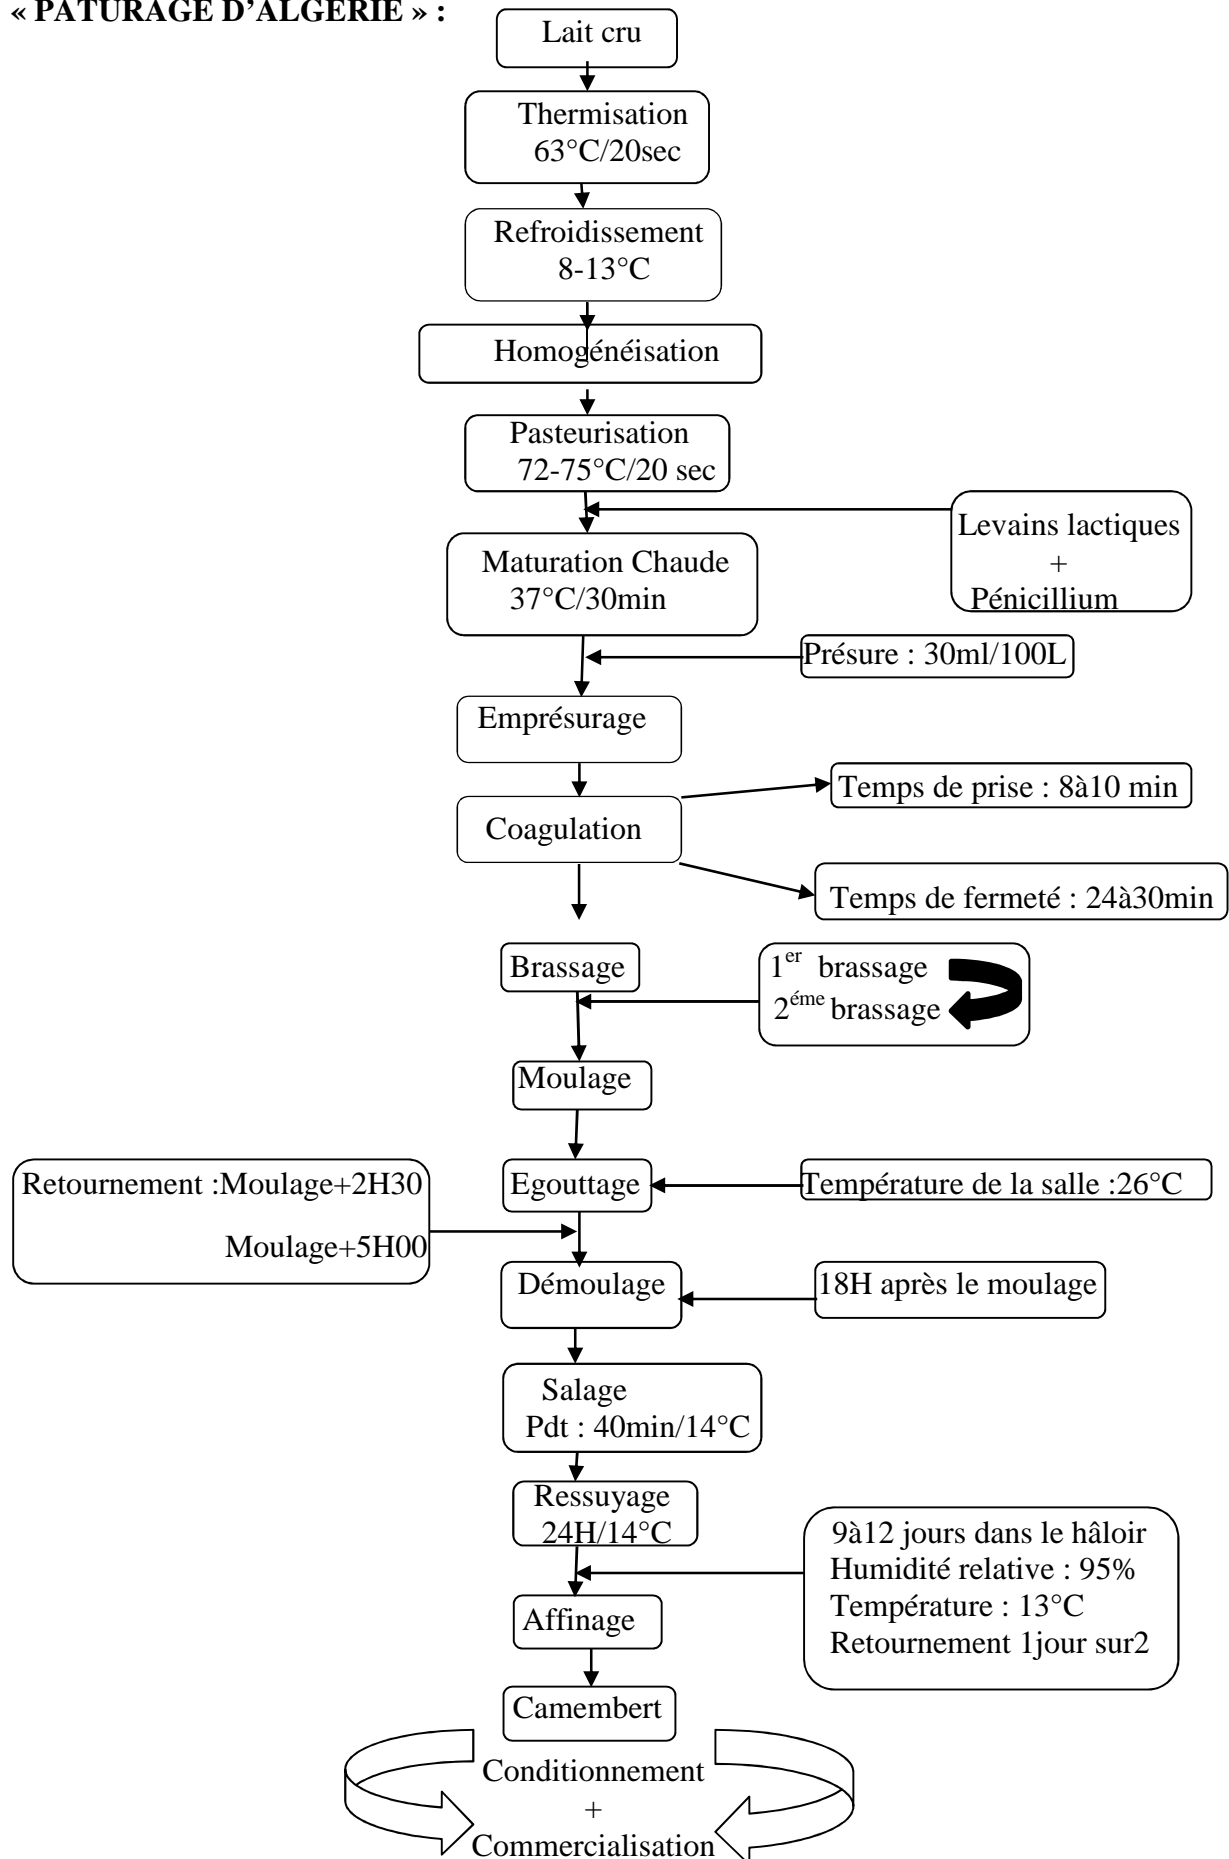 « PATURAGE D’ALGERIE » :
Lait cru
Thermisation
63°C/20sec
Refroidissement
8-13°C
Homogénéisation
Pasteurisation
72-75°C/20 sec
Levains lactiques
+
Pénicillium
Maturation Chaude
37°C/30min
Présure : 30ml/100L
Emprésurage
Temps de prise : 8à10 min
Coagulation
Temps de fermeté : 24à30min
Brassage
1er brassage
2éme brassage
Moulage
Retournement :Moulage+2H30
Moulage+5H00
Egouttage
Température de la salle :26°C
Démoulage
18H après le moulage
Salage
Pdt : 40min/14°C
Ressuyage
24H/14°C
9à12 jours dans le hâloir
Humidité relative : 95%
Température : 13°C
Retournement 1jour sur2
Affinage
Camembert
Conditionnement
+
Commercialisation